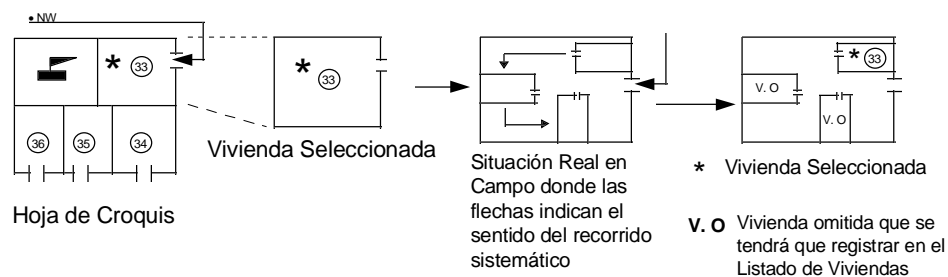 • NW
* 33
36
35
34
Hoja de Croquis
* 33
Vivienda Seleccionada
Situación Real en
Campo donde las
flechas indican el
sentido del recorrido
sistemático
* 33
V. O
V. O
* Vivienda Seleccionada
V. O Vivienda omitida que se
tendrá que registrar en el
Listado de Viviendas